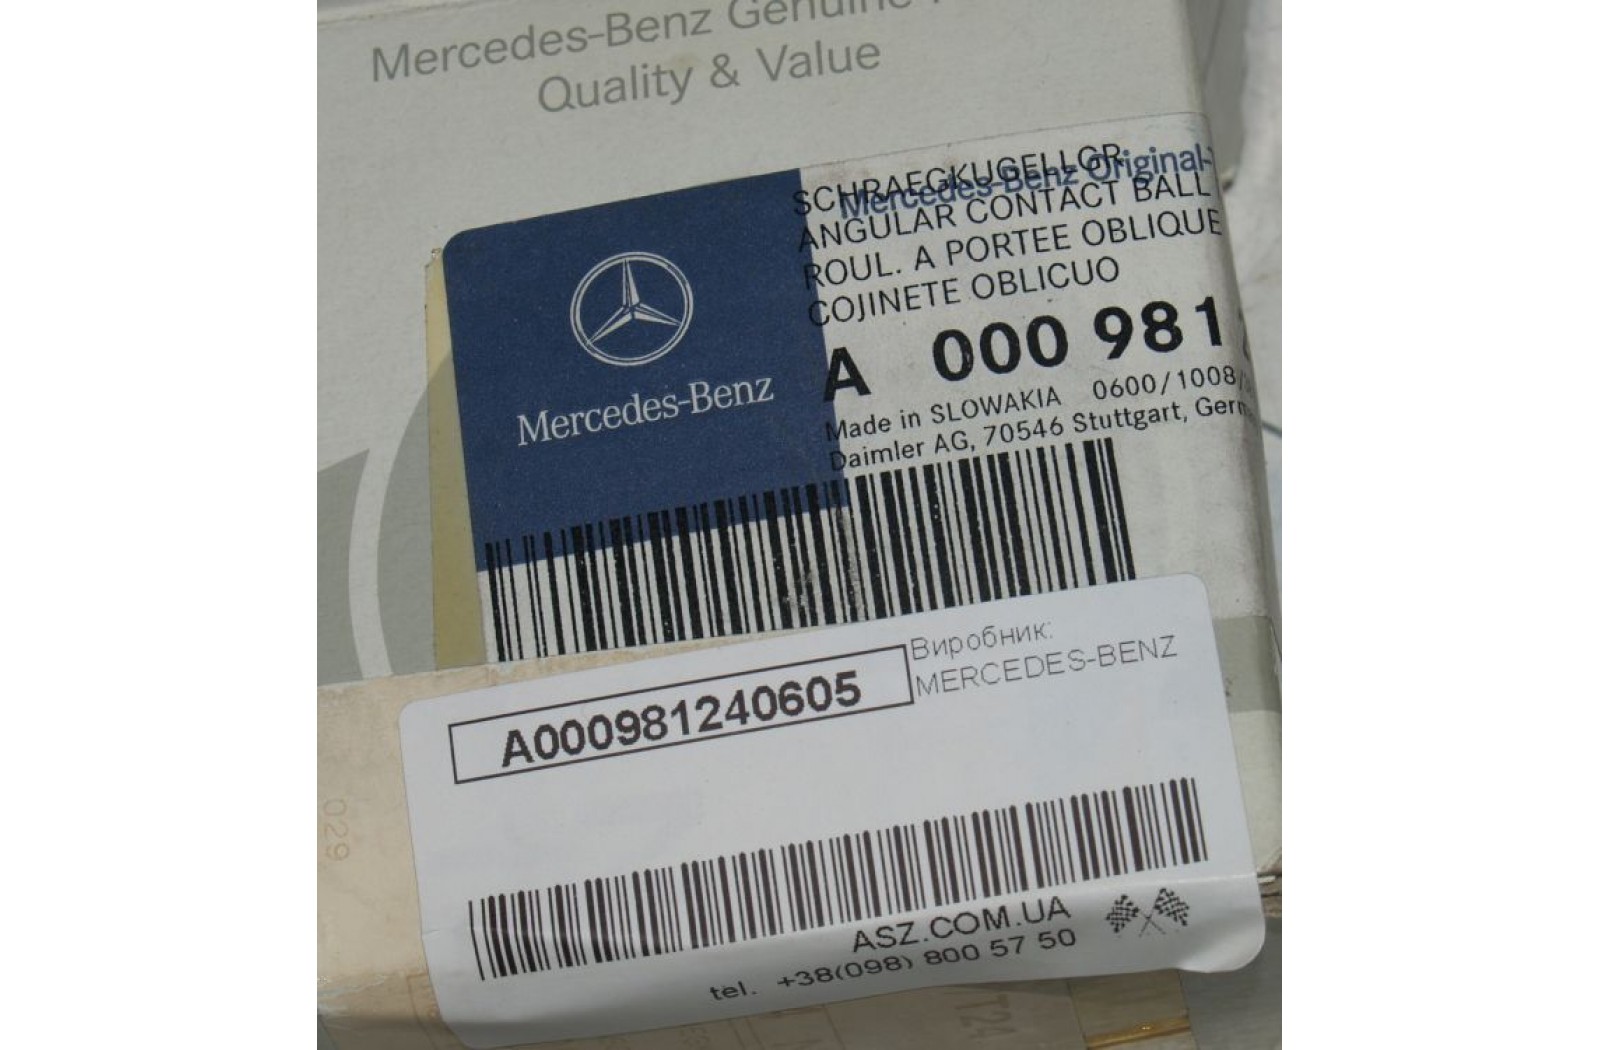 Mercedes-Benz Genuine
Quality & Value
Mercedes-Benz Original-
SCHRAEGKUGELLGR
ANGULAR CONTACT BALL
ROUL. A PORTEE OBLIQUE
COJINETE OBLICUO
A 000 981
Made in SLOWAKIA 0600/1008/
Daimler AG, 70546 Stuttgart, Germ
Mercedes-Benz
A000981240605
Виробник:
MERCEDES-BENZ
029
ASZ.COM.UA
tel. +38(098) 800 57 50
T24